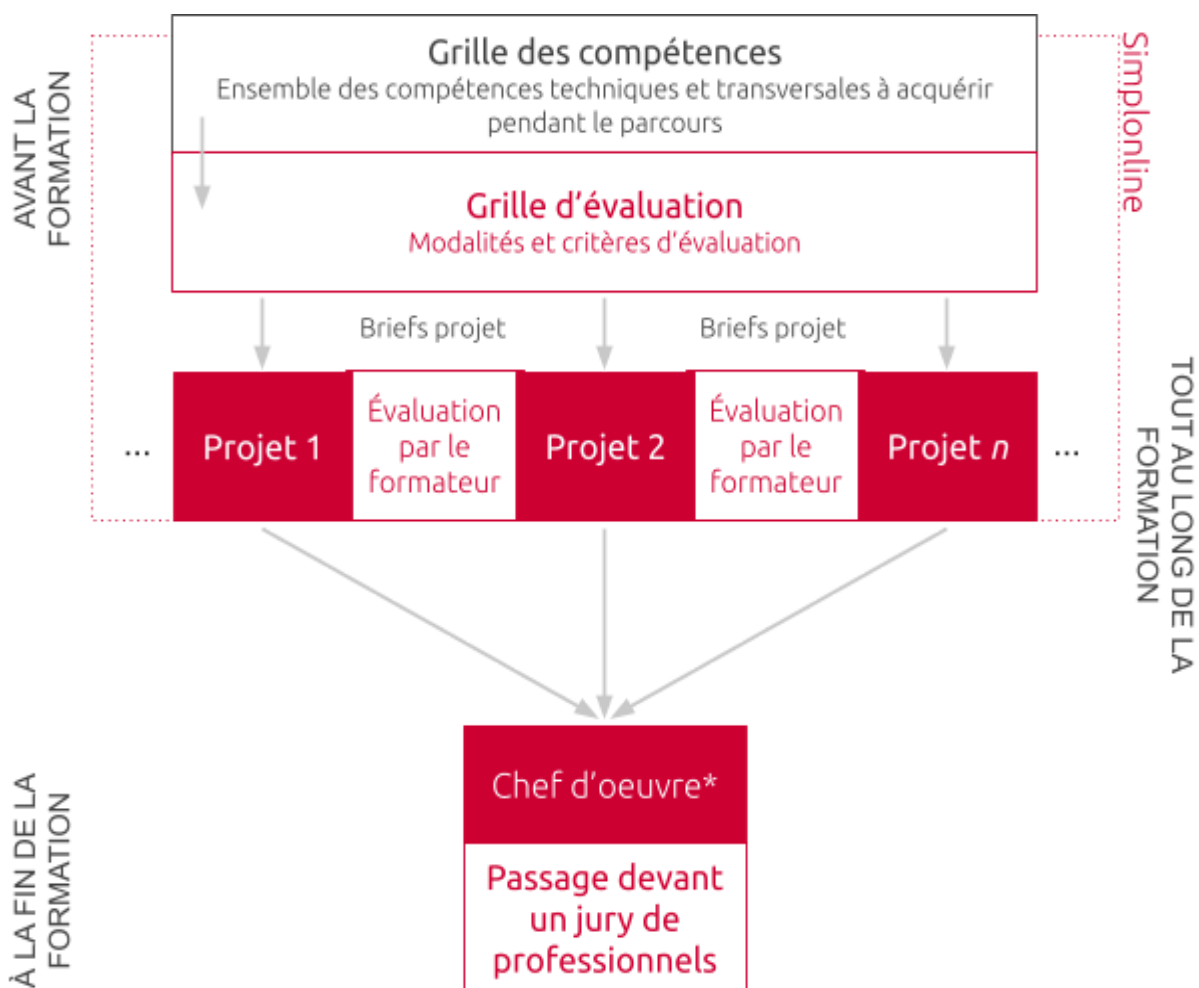 Grille des compétences
Ensemble des compétences techniques et transversales à acquérir
pendant le parcours
Simplonline
AVANT LA
FORMATION
Grille d'évaluation
Modalités et critères d'évaluation
Briefs projet
Briefs projet
...
Projet 1
Évaluation
par le
formateur
Projet 2
Évaluation
par le
formateur
Projet n
...
TOUT AU LONG DE LA
FORMATION
Chef d'oeuvre*
Passage devant
un jury de
professionnels
À LA FIN DE LA
FORMATION